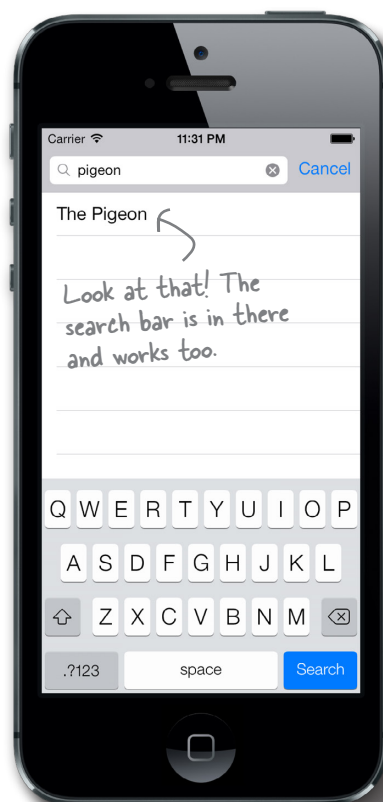 Carrier 11:31 PM
pigeon Cancel
The Pigeon
Look at that! The
search bar is in there
and works too.
Q W E R T Y U I O P
A S D F G H J K L
Z X C V B N M
.?123 space Search